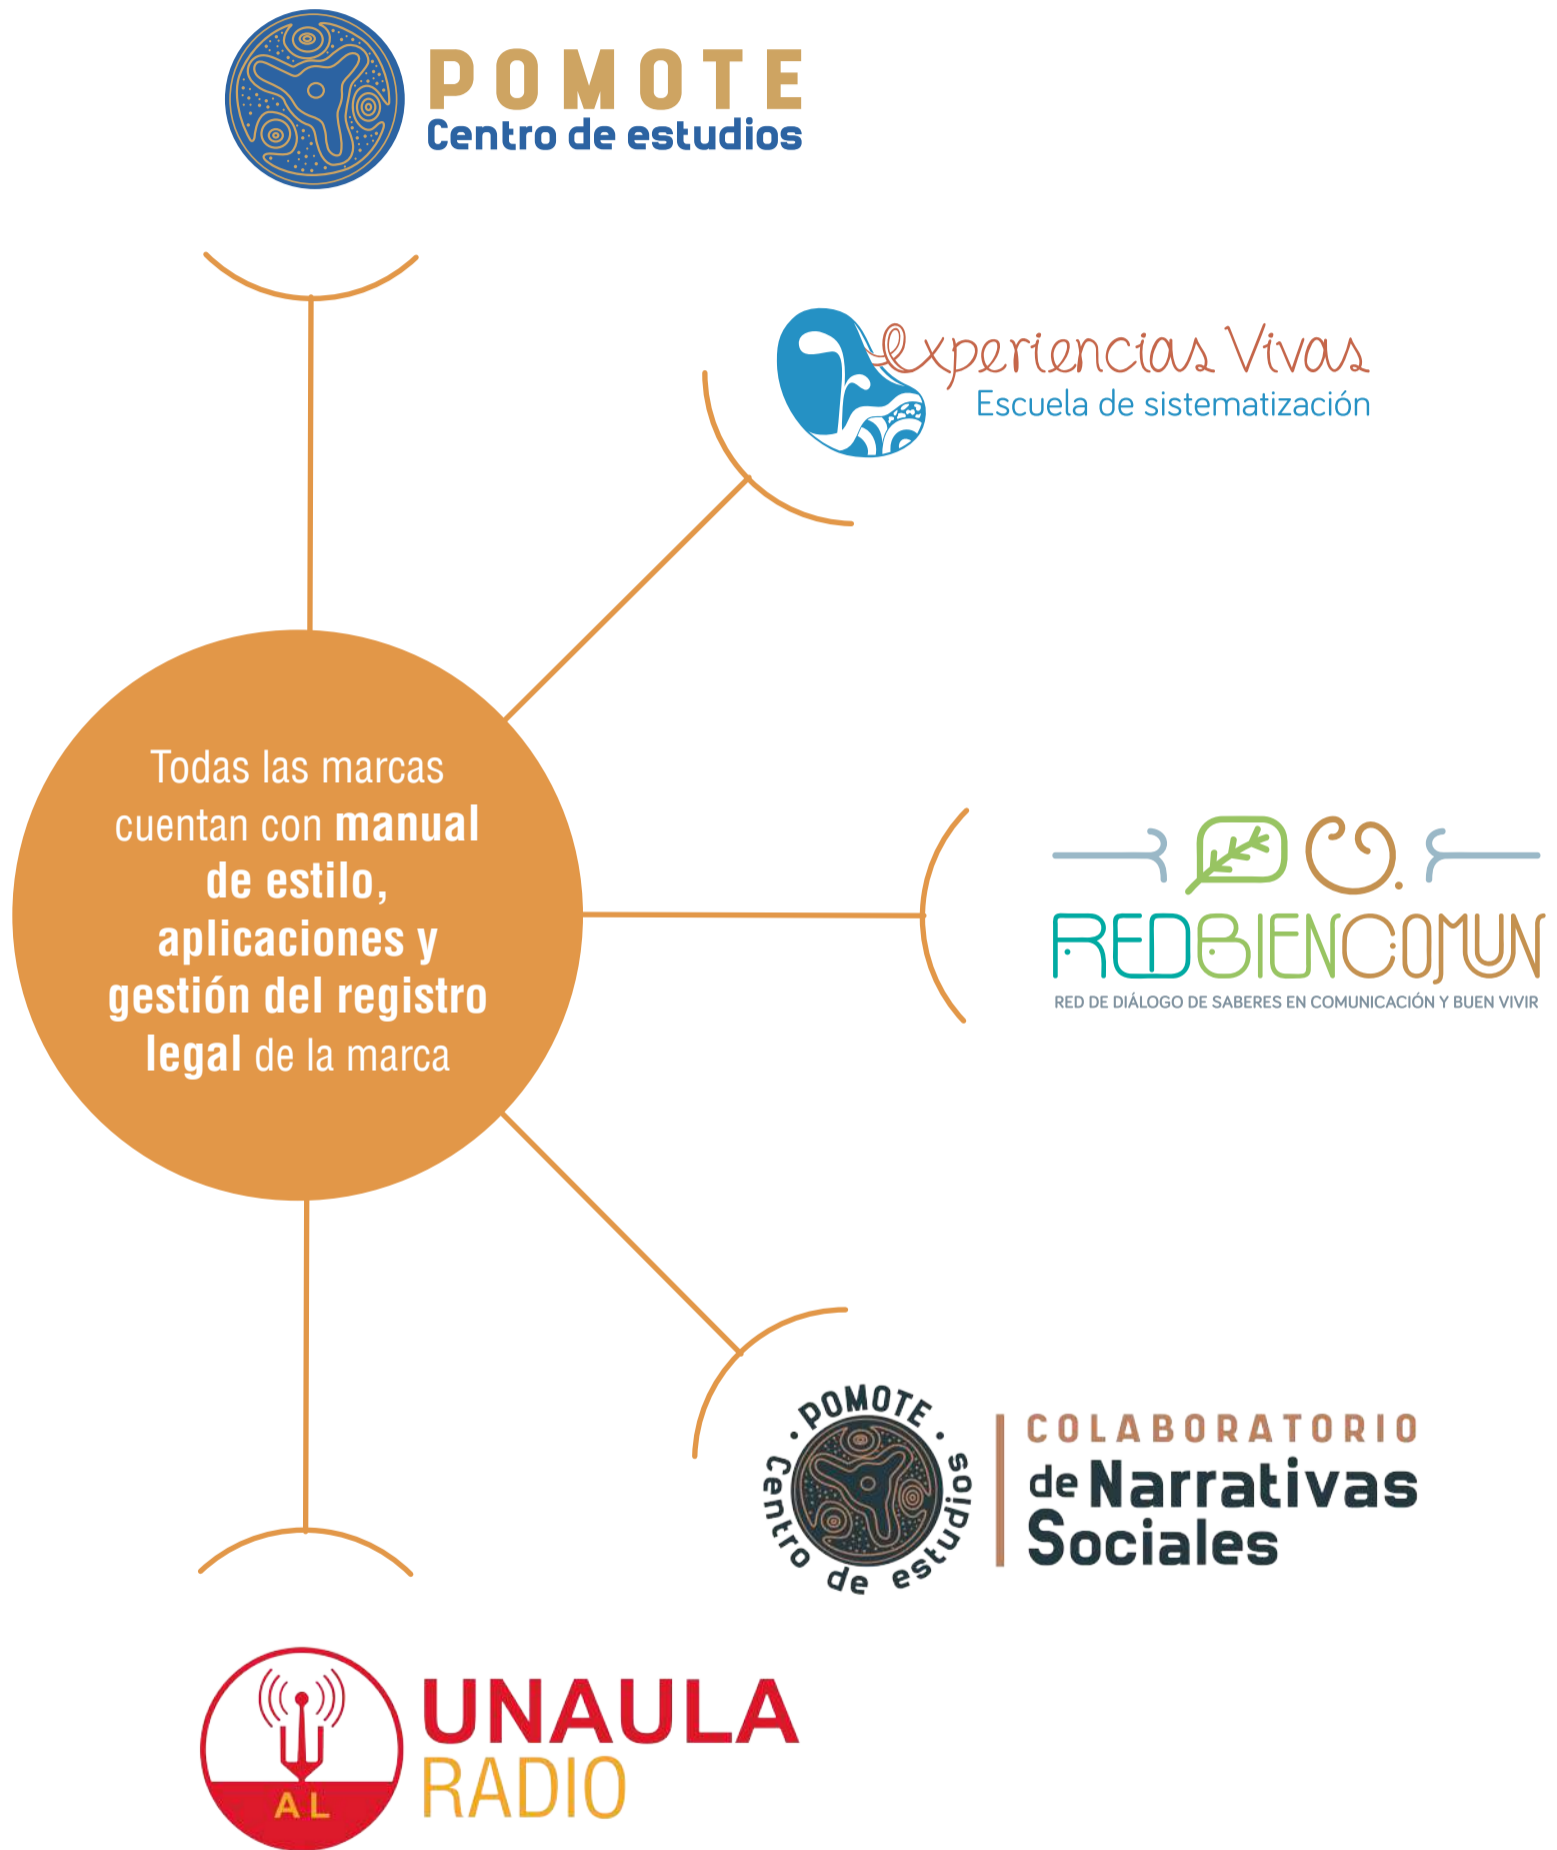 POMOTE
Centro de estudios
experiencias Vivas
Escuela de sistematización
Todas las marcas
cuentan con manual
de estilo,
aplicaciones y
gestión del registro
legal de la marca
REDBIENCOMUN
RED DE DIÁLOGO DE SABERES EN COMUNICACIÓN Y BUEN VIVIR
· POMOTE ·
Centro de estudios
COLABORATORIO
de Narrativas
Sociales
UNAULA
RADIO
AL